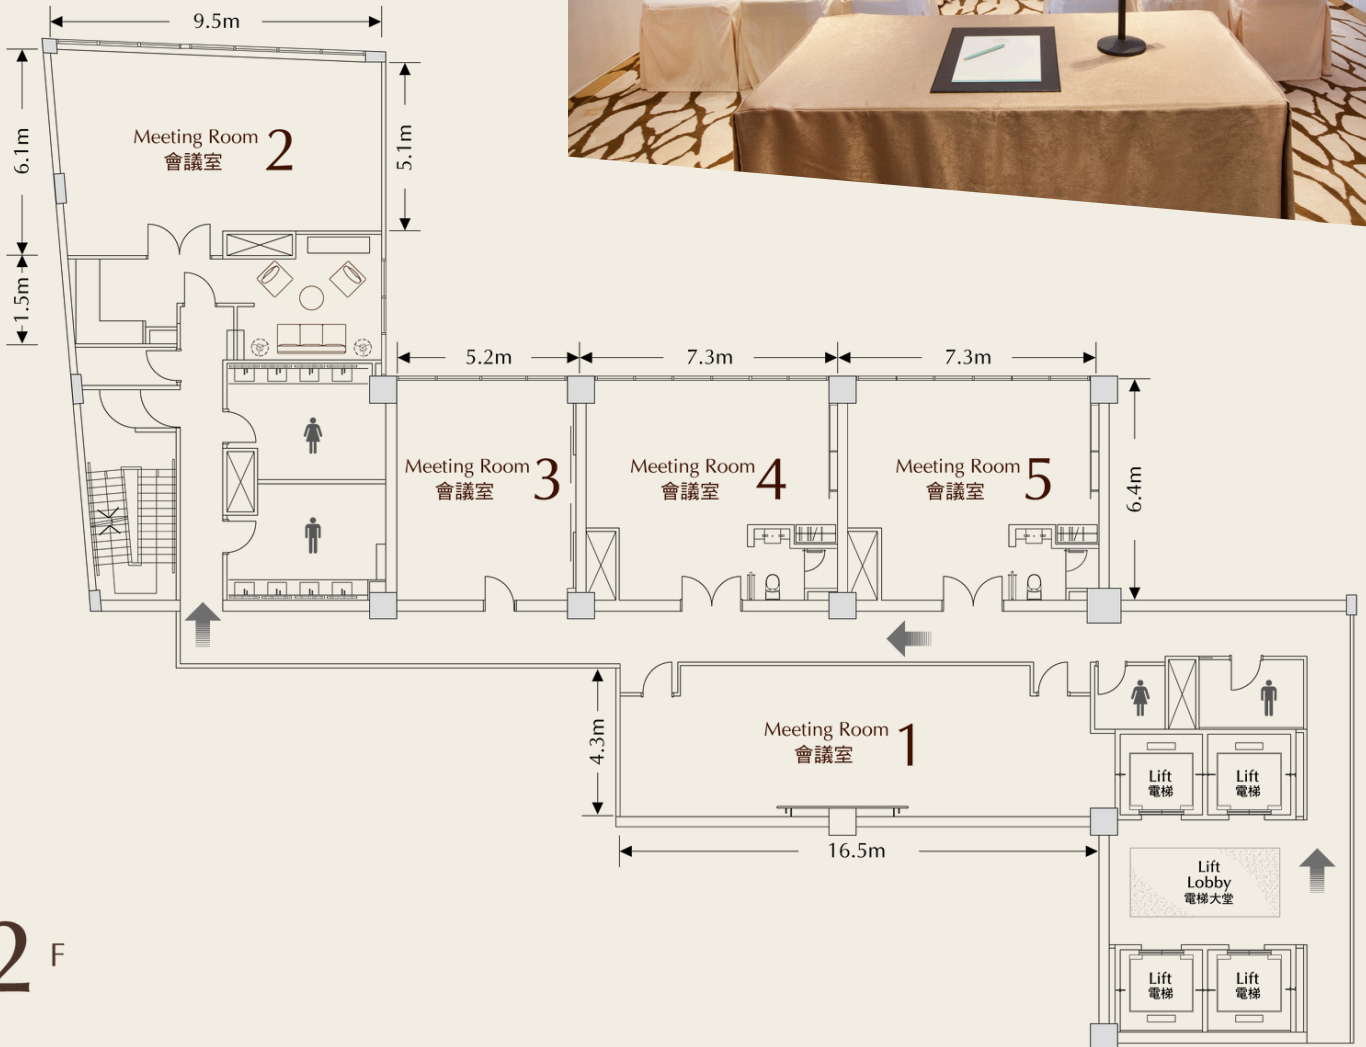 9.5m
6.1m
5.1m
Meeting Room 2
會議室
1.5m
5.2m
7.3m
7.3m
6.4m
Meeting Room 3
會議室
Meeting Room 4
會議室
Meeting Room 5
會議室
4.3m
Meeting Room 1
會議室
16.5m
Lift
電梯
Lift
電梯
Lift
Lobby
電梯大堂
Lift
電梯
Lift
電梯
2 F